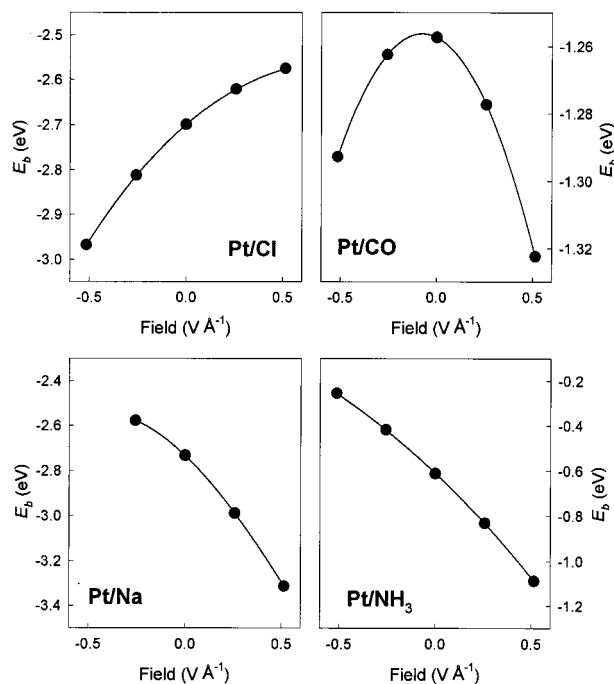 -2.5
-2.6
-2.7
-2.8
-2.9
-3.0
E_b (eV)
Pt/Cl
-0.5 0.0 0.5
Field (V Å⁻¹)
-1.26
-1.28
-1.30
-1.32
E_b (eV)
Pt/CO
-0.5 0.0 0.5
Field (V Å⁻¹)
-2.4
-2.6
-2.8
-3.0
-3.2
-3.4
E_b (eV)
Pt/Na
-0.5 0.0 0.5
Field (V Å⁻¹)
-0.2
-0.4
-0.6
-0.8
-1.0
-1.2
E_b (eV)
Pt/NH₃
-0.5 0.0 0.5
Field (V Å⁻¹)